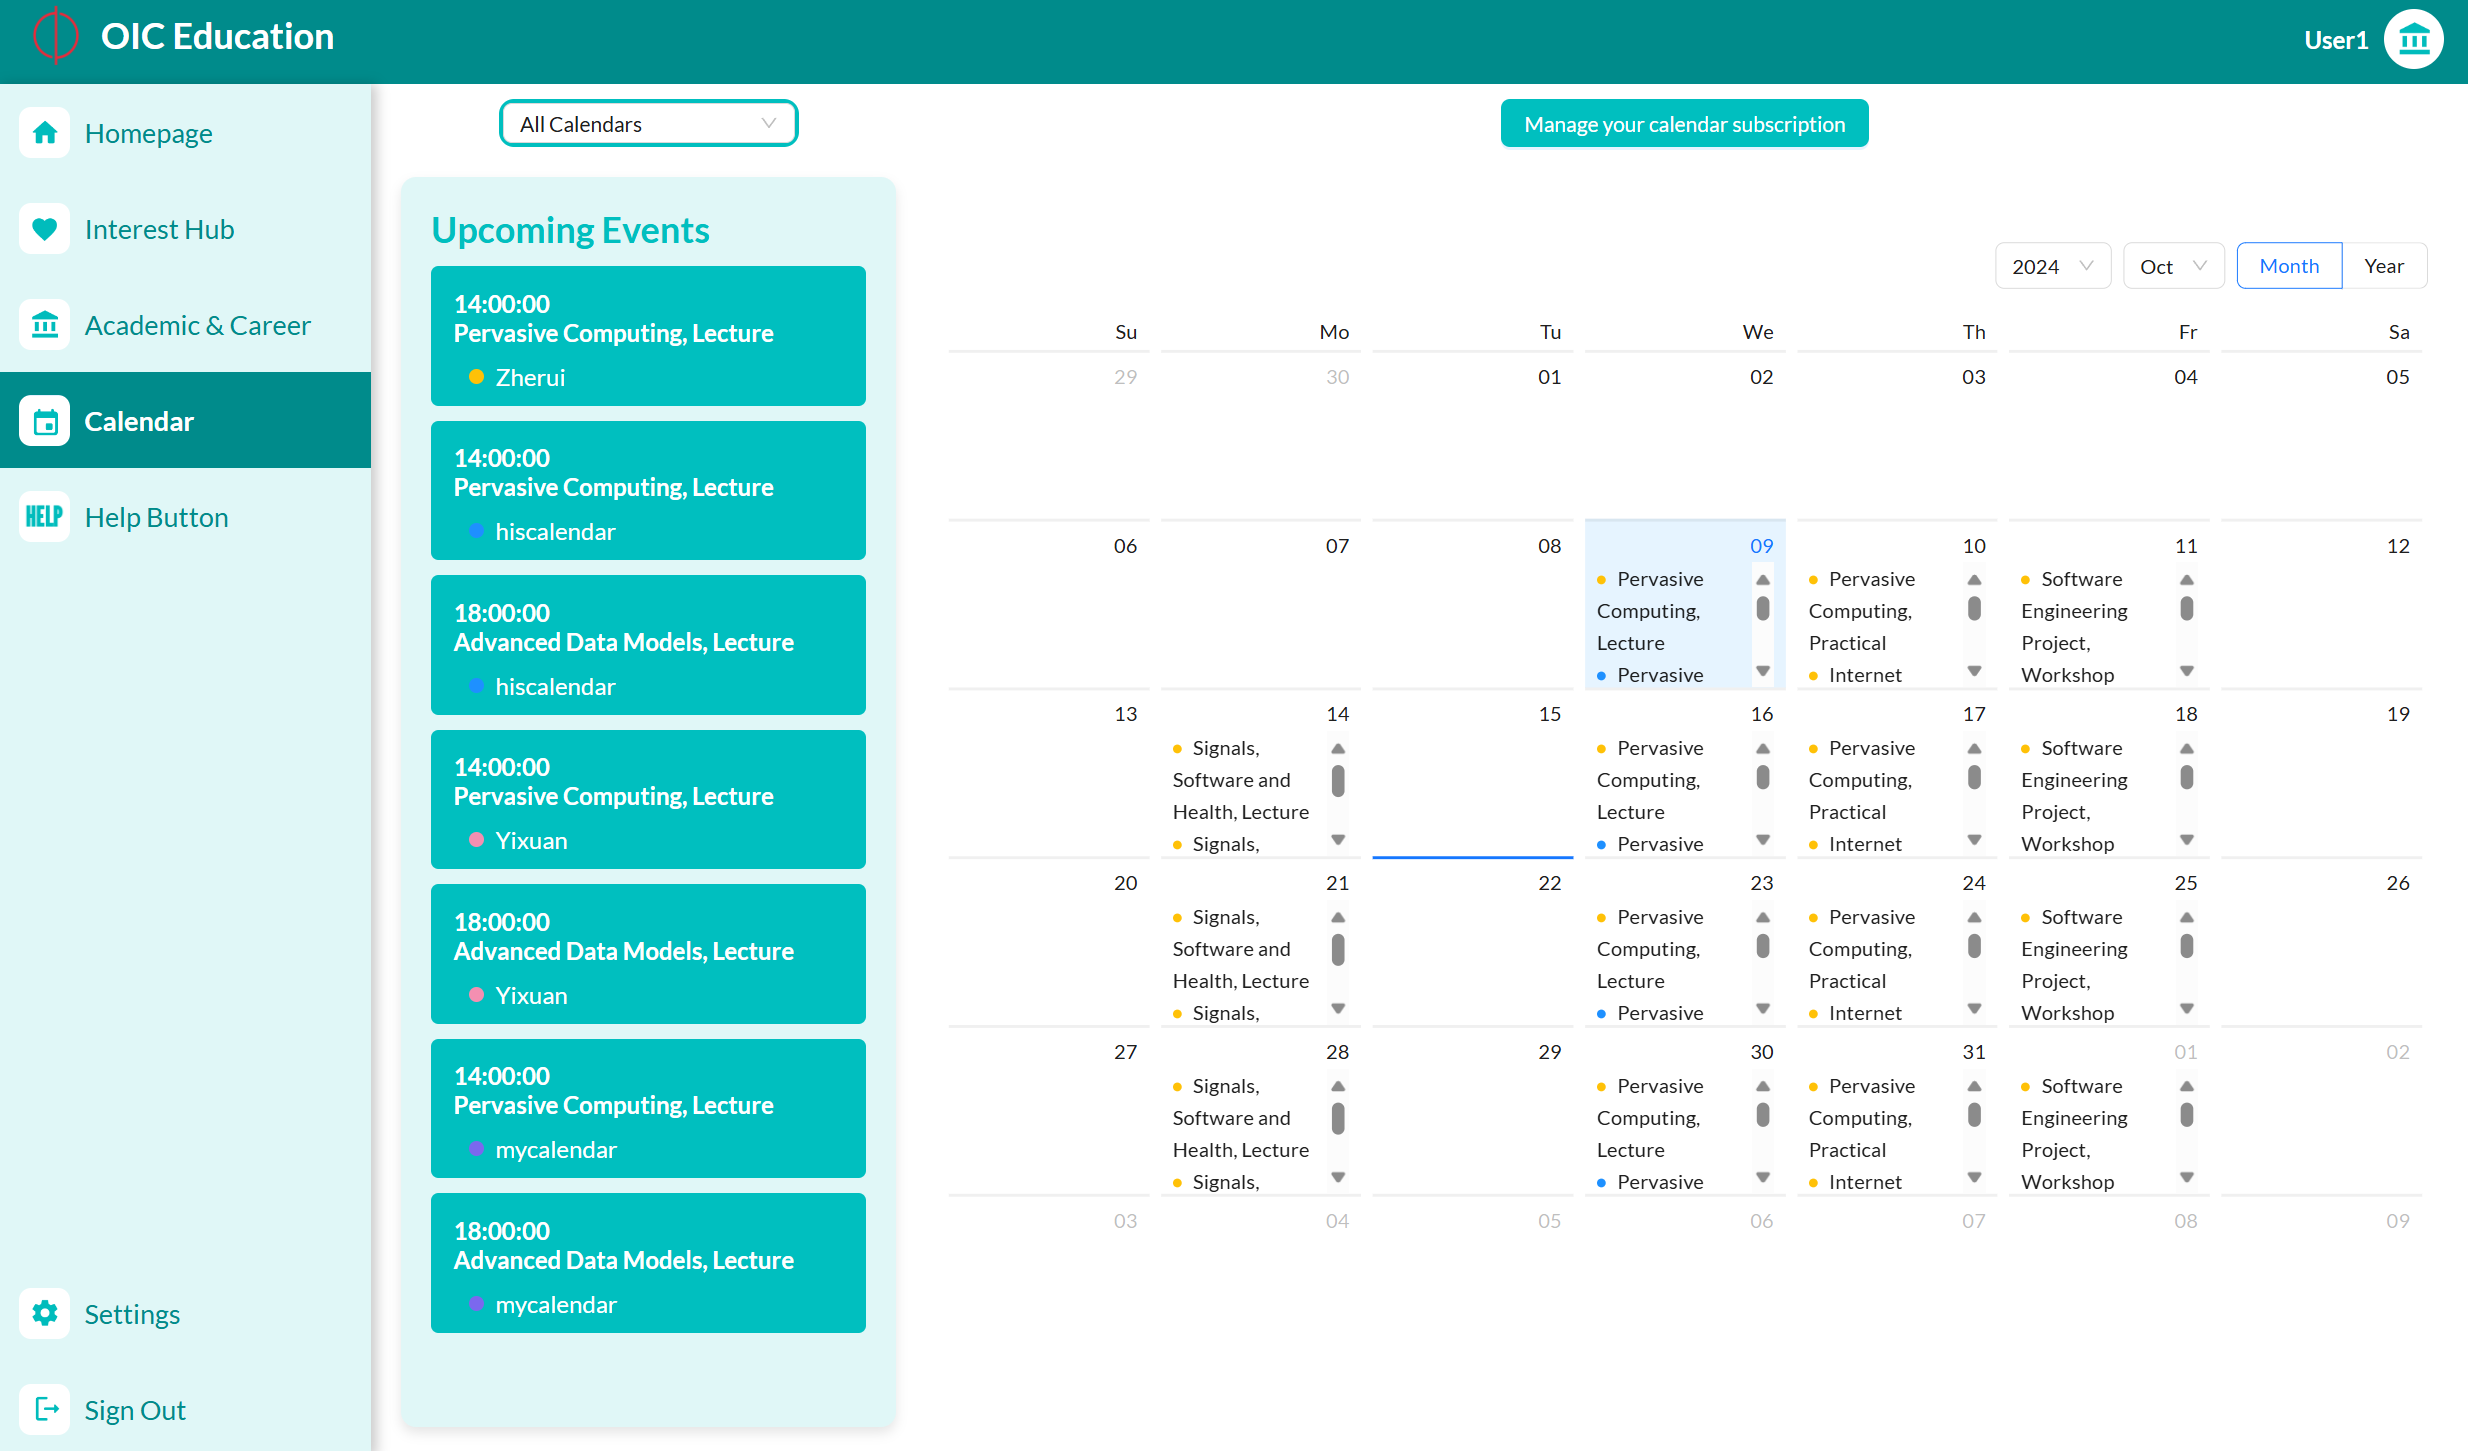 OIC Education
User1
Homepage
Interest Hub
Academic & Career
Calendar
HELP Help Button
Settings
Sign Out
All Calendars
Manage your calendar subscription
Upcoming Events
14:00:00
Pervasive Computing, Lecture
Zherui
14:00:00
Pervasive Computing, Lecture
hiscalendar
18:00:00
Advanced Data Models, Lecture
hiscalendar
14:00:00
Pervasive Computing, Lecture
Yixuan
18:00:00
Advanced Data Models, Lecture
Yixuan
14:00:00
Pervasive Computing, Lecture
mycalendar
18:00:00
Advanced Data Models, Lecture
mycalendar
2024 Oct Month Year
Su Mo Tu We Th Fr Sa
29 30 01 02 03 04 05
06 07 08 09 10 11 12
Pervasive
Computing,
Lecture
Pervasive
Pervasive
Computing,
Practical
Internet
Software
Engineering
Project,
Workshop
13 14 15 16 17 18 19
Signals,
Software and
Health, Lecture
Signals,
Pervasive
Computing,
Lecture
Pervasive
Pervasive
Computing,
Practical
Internet
Software
Engineering
Project,
Workshop
20 21 22 23 24 25 26
Signals,
Software and
Health, Lecture
Signals,
Pervasive
Computing,
Lecture
Pervasive
Pervasive
Computing,
Practical
Internet
Software
Engineering
Project,
Workshop
27 28 29 30 31 01 02
Signals,
Software and
Health, Lecture
Signals,
Pervasive
Computing,
Lecture
Pervasive
Pervasive
Computing,
Practical
Internet
Software
Engineering
Project,
Workshop
03 04 05 06 07 08 09